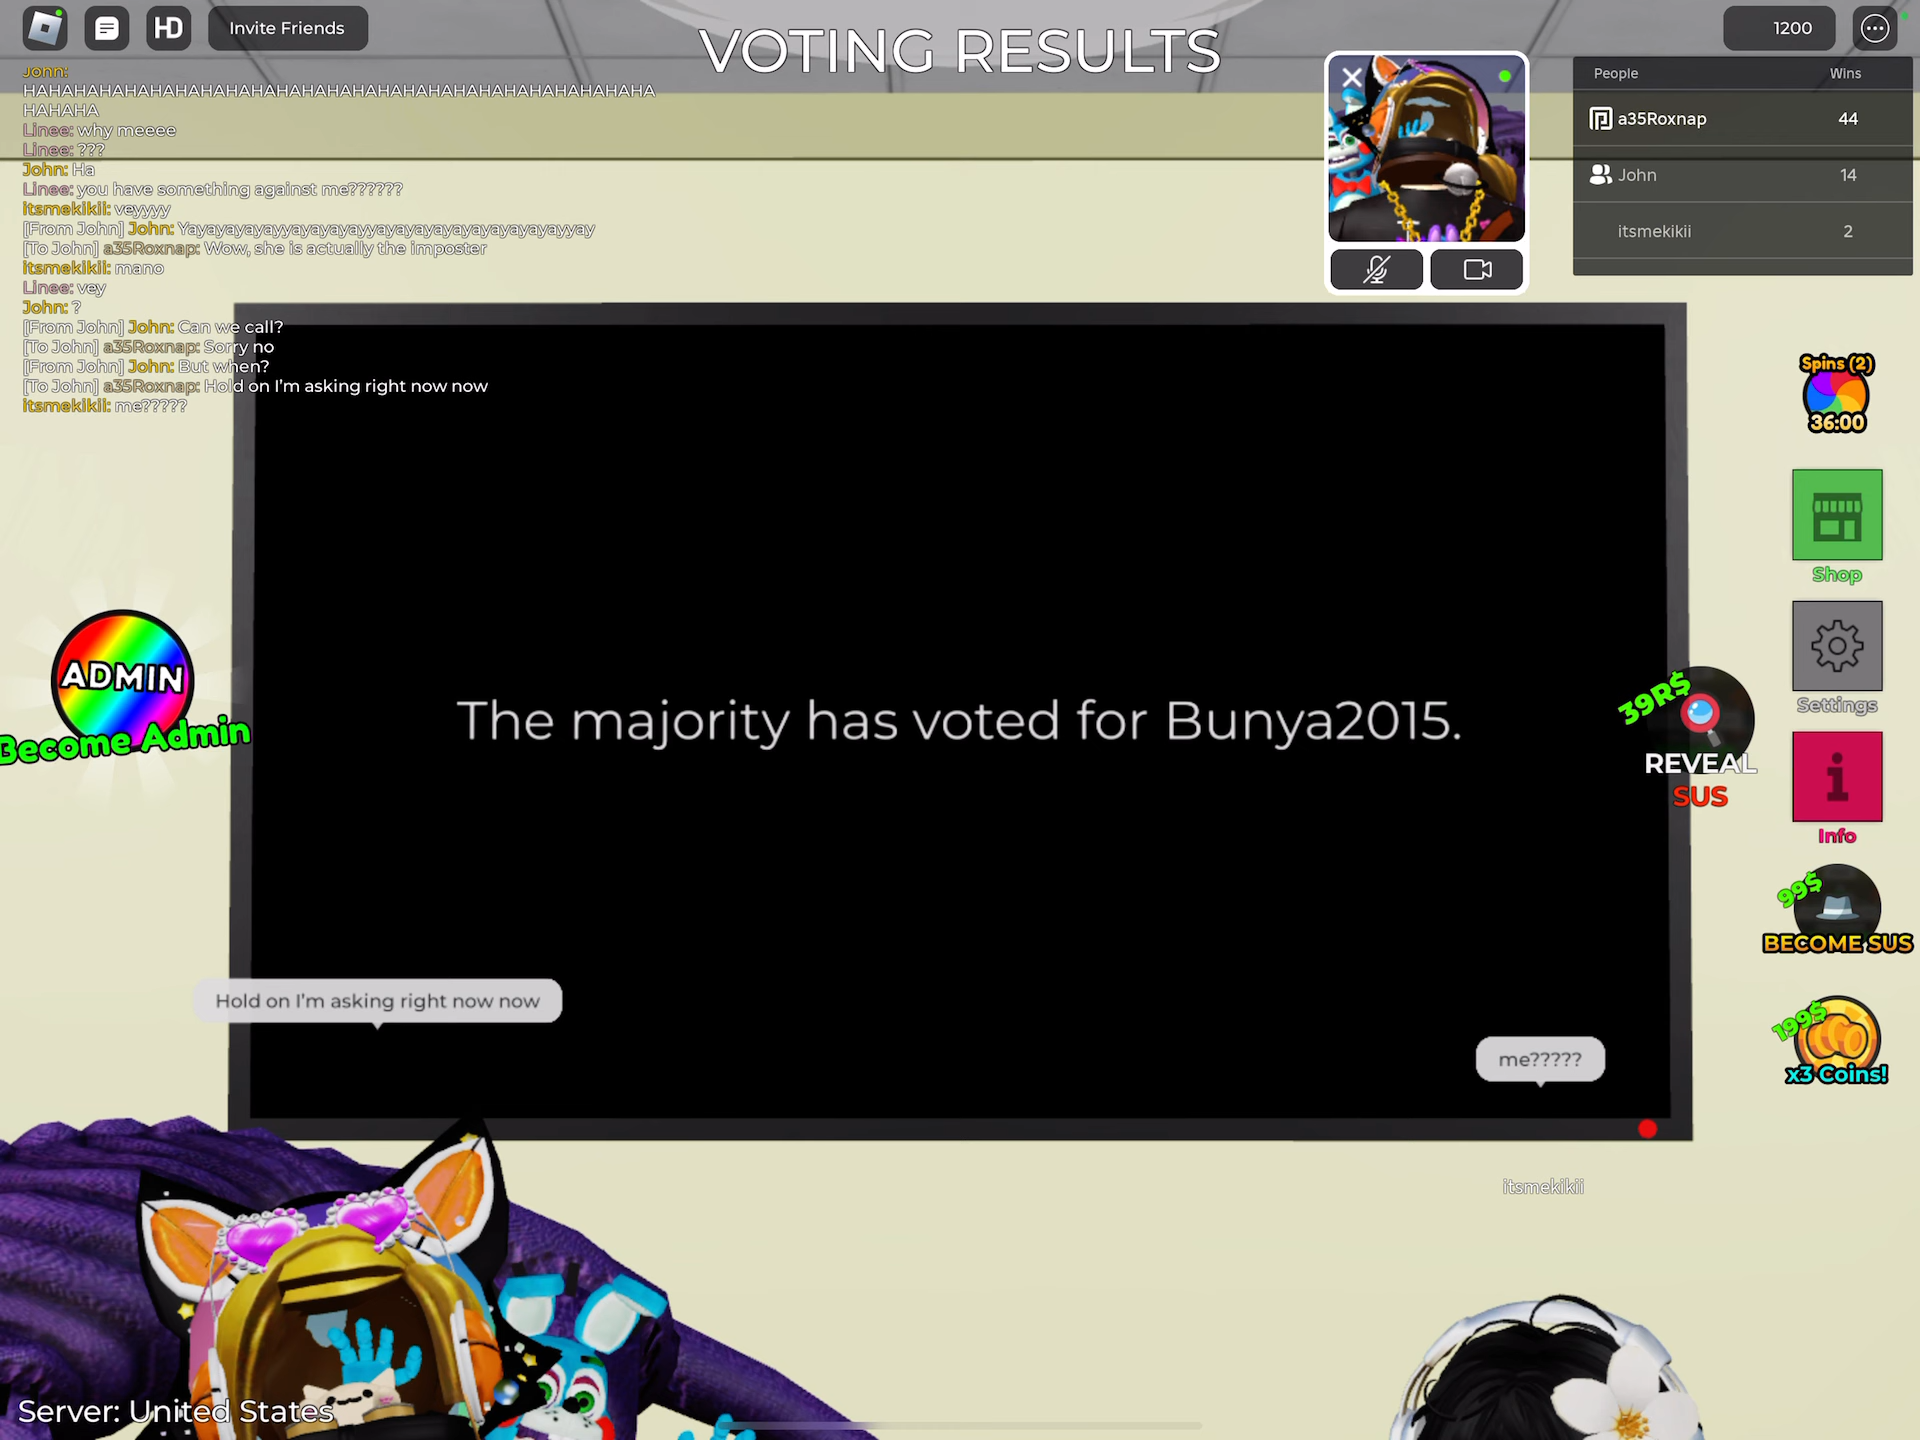 HD
Invite Friends
VOTING RESULTS
1200
John:
HAHAHAHAHAHAHAHAHAHAHAHAHAHAHAHAHAHAHAHAHAHAHAHAHAHAHAHAHA
HAHAHA
Linee: why meeee
Linee: ???
John: Ha
Linee: you have something against me??????
itsmekikii: veyyyy
[From John] John: Yayayayayayayyayayayayayyayayayayayayayayayayayyay
[To John] a35Roxnap: Wow, she is actually the imposter
itsmekikii: mano
Linee: vey
John: ?
[From John] John: Can we call?
[To John] a35Roxnap: Sorry no
[From John] John: But when?
[To John] a35Roxnap: Hold on I'm asking right now now
itsmekikii: me?????
People Wins
a35Roxnap 44
John 14
itsmekikii 2
Spins (2)
36:00
Shop
Settings
Info
99$
BECOME SUS
199$
x3 Coins!
ADMIN
Become Admin
The majority has voted for Bunya2015.
39R$
REVEAL
SUS
Hold on I'm asking right now now
me?????
itsmekikii
Server: United States